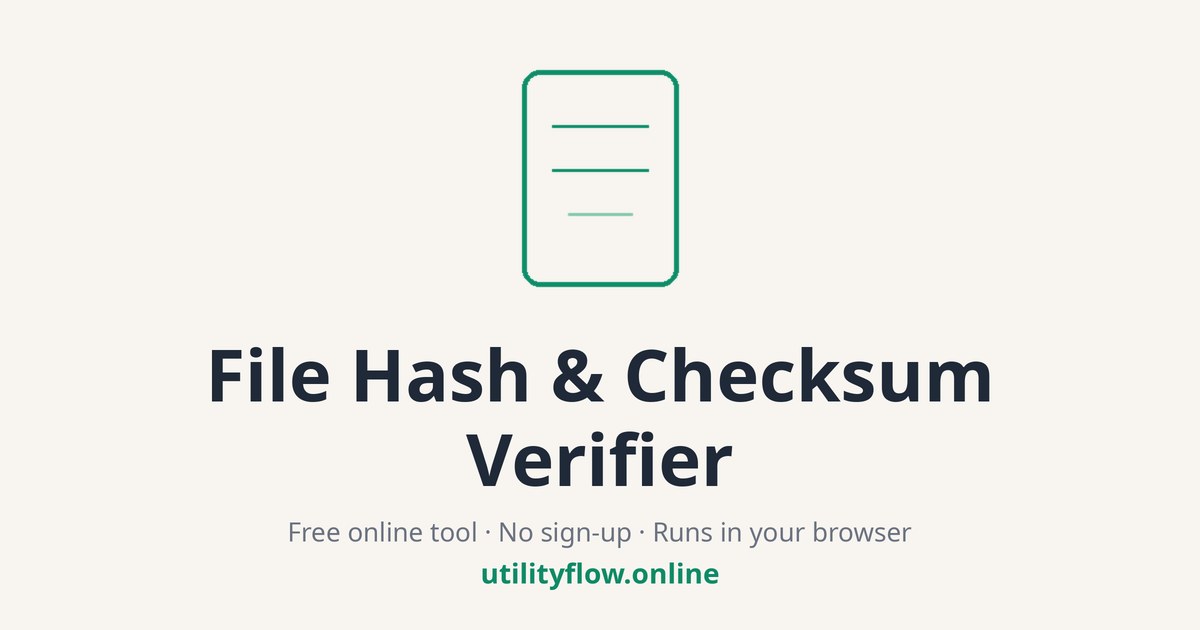 File Hash & Checksum
Verifier
Free online tool · No sign-up · Runs in your browser
utilityflow.online